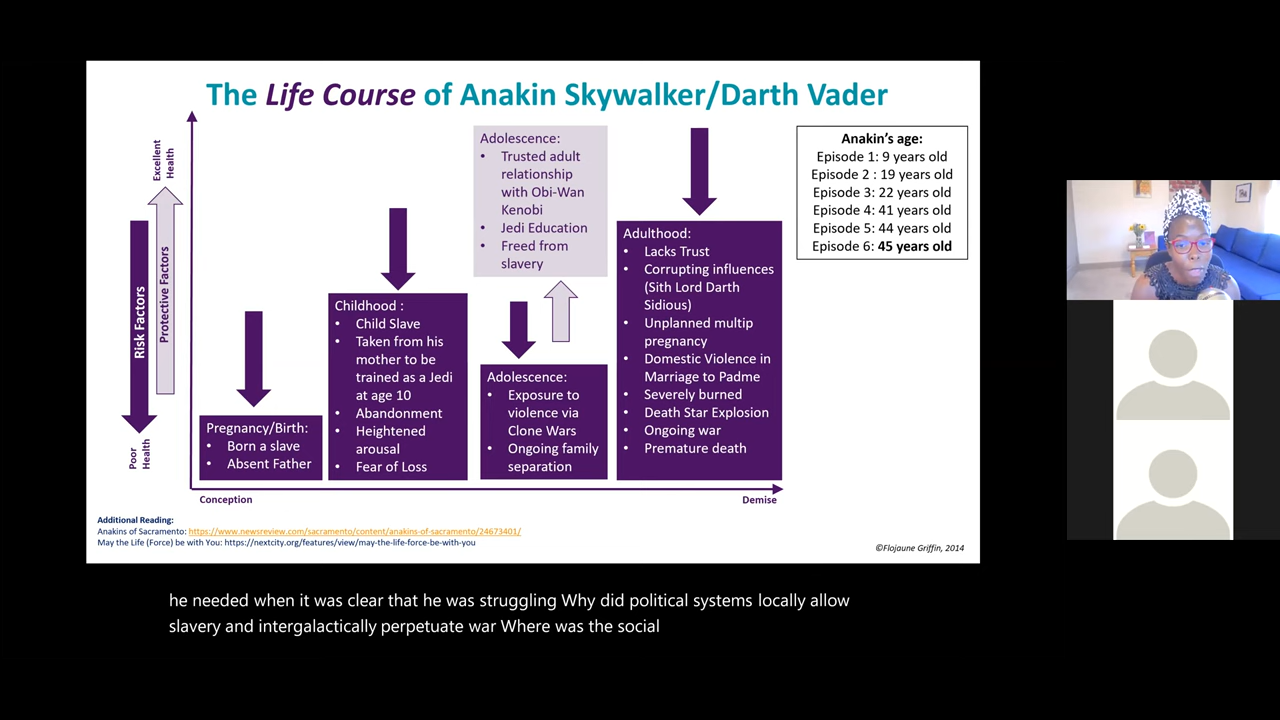 The Life Course of Anakin Skywalker/Darth Vader
Excellent
Health
Risk Factors
Protective Factors
Poor
Health
Pregnancy/Birth:
• Born a slave
• Absent Father
Childhood :
• Child Slave
• Taken from his
mother to be
trained as a Jedi
at age 10
• Abandonment
• Heightened
arousal
• Fear of Loss
Adolescence:
• Trusted adult
relationship
with Obi-Wan
Kenobi
• Jedi Education
• Freed from
slavery
Adolescence:
• Exposure to
violence via
Clone Wars
• Ongoing family
separation
Adulthood:
• Lacks Trust
• Corrupting influences
(Sith Lord Darth
Sidious)
• Unplanned multip
pregnancy
• Domestic Violence in
Marriage to Padme
• Severely burned
• Death Star Explosion
• Ongoing war
• Premature death
Anakin's age:
Episode 1: 9 years old
Episode 2 : 19 years old
Episode 3: 22 years old
Episode 4: 41 years old
Episode 5: 44 years old
Episode 6: 45 years old
Conception
Demise
Additional Reading:
Anakins of Sacramento: https://www.newsreview.com/sacramento/content/anakins-of-sacramento/24673401/
May the Life (Force) be with You: https://nextcity.org/features/view/may-the-life-force-be-with-you
©Flojaune Griffin, 2014
he needed when it was clear that he was struggling Why did political systems locally allow
slavery and intergalactically perpetuate war Where was the social